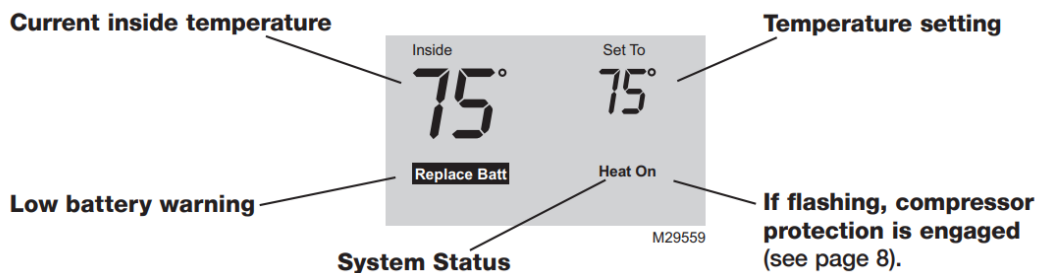 Current inside temperature
Temperature setting
Inside
Set To
75°
75°
Replace Batt
Heat On
Low battery warning
System Status
M29559
If flashing, compressor
protection is engaged
(see page 8).